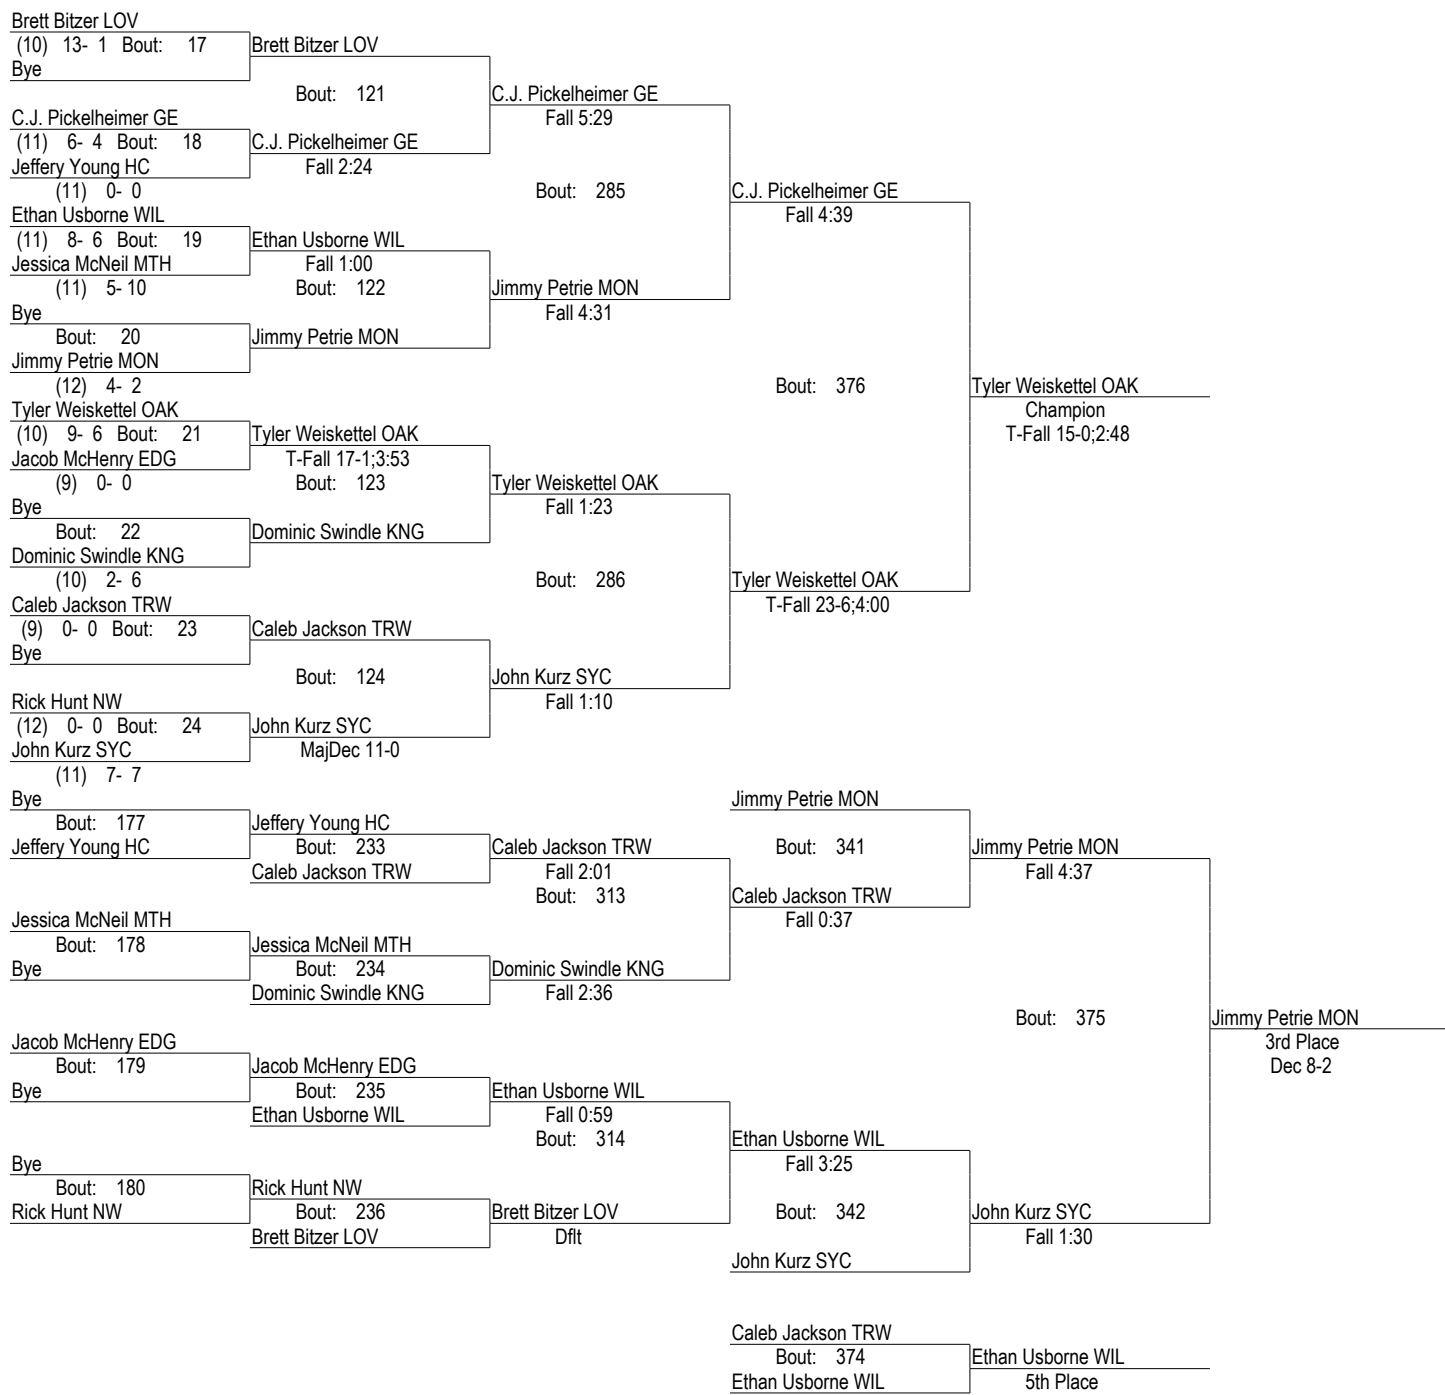 Brett Bitzer LOV
(10) 13- 1 Bout: 17 Brett Bitzer LOV
Bye
Bout: 121 C.J. Pickelheimer GE
C.J. Pickelheimer GE Fall 5:29
(11) 6- 4 Bout: 18 C.J. Pickelheimer GE
Jeffery Young HC Fall 2:24
(11) 0- 0 Bout: 285 C.J. Pickelheimer GE
Ethan Usborne WIL Fall 4:39
(11) 8- 6 Bout: 19 Ethan Usborne WIL
Jessica McNeil MTH Fall 1:00
(11) 5- 10 Bout: 122 Jimmy Petrie MON
Bye Fall 4:31
Bout: 20 Jimmy Petrie MON
Jimmy Petrie MON
(12) 4- 2 Bout: 376 Tyler Weiskettel OAK
Tyler Weiskettel OAK Champion
(10) 9- 6 Bout: 21 Tyler Weiskettel OAK T-Fall 15-0;2:48
Jacob McHenry EDG T-Fall 17-1;3:53
(9) 0- 0 Bout: 123 Tyler Weiskettel OAK
Bye Fall 1:23
Bout: 22 Dominic Swindle KNG
Dominic Swindle KNG
(10) 2- 6 Bout: 286 Tyler Weiskettel OAK
Caleb Jackson TRW T-Fall 23-6;4:00
(9) 0- 0 Bout: 23 Caleb Jackson TRW
Bye
Bout: 124 John Kurz SYC
Rick Hunt NW Fall 1:10
(12) 0- 0 Bout: 24 John Kurz SYC
John Kurz SYC MajDec 11-0
(11) 7- 7
Bye Jimmy Petrie MON
Bout: 177 Jeffery Young HC
Jeffery Young HC Bout: 233 Caleb Jackson TRW Bout: 341 Jimmy Petrie MON
Caleb Jackson TRW Fall 2:01 Fall 4:37
Bout: 313 Caleb Jackson TRW
Jessica McNeil MTH Fall 0:37
Bout: 178 Jessica McNeil MTH
Bye Bout: 234 Dominic Swindle KNG
Dominic Swindle KNG Fall 2:36
Bout: 375 Jimmy Petrie MON
Jacob McHenry EDG 3rd Place
Bout: 179 Jacob McHenry EDG Dec 8-2
Bye Bout: 235 Ethan Usborne WIL
Ethan Usborne WIL Fall 0:59
Bout: 314 Ethan Usborne WIL
Bye Fall 3:25
Bout: 180 Rick Hunt NW
Rick Hunt NW Bout: 236 Brett Bitzer LOV Bout: 342 John Kurz SYC
Brett Bitzer LOV Dflt Fall 1:30
John Kurz SYC
Caleb Jackson TRW
Bout: 374 Ethan Usborne WIL
Ethan Usborne WIL 5th Place